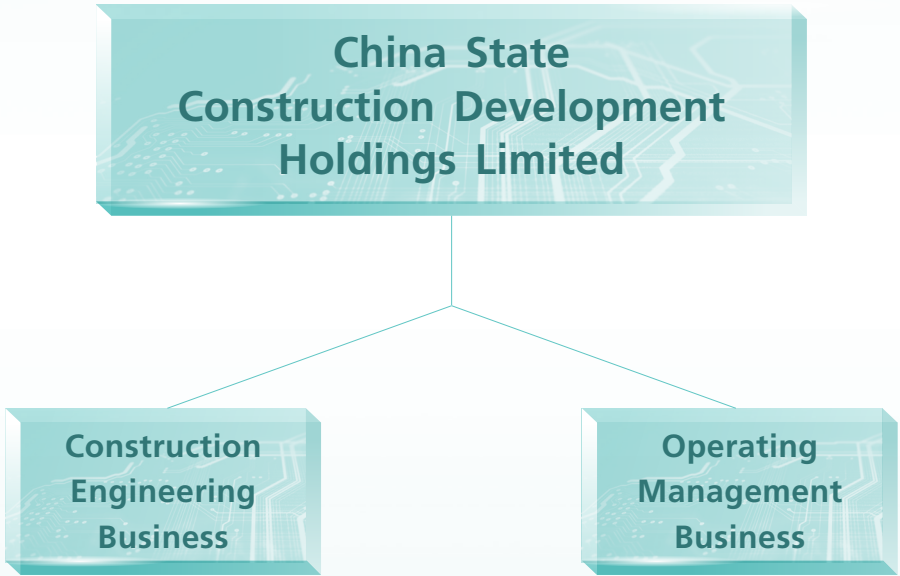 China State
Construction Development
Holdings Limited
Construction
Engineering
Business
Operating
Management
Business